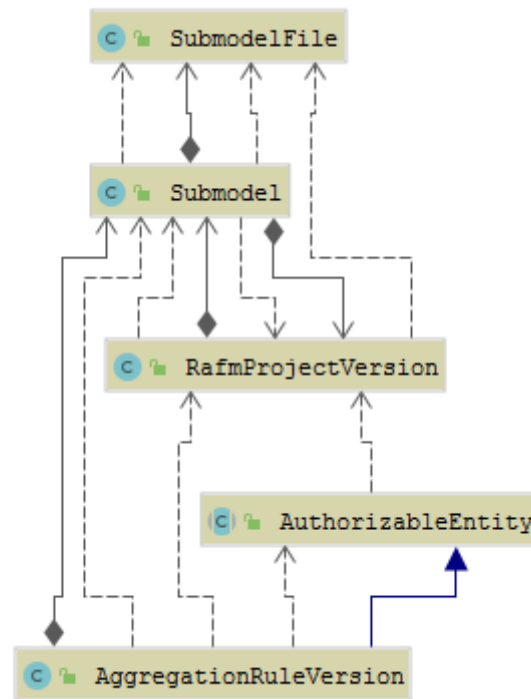 C SubmodelFile
C Submodel
C RafmProjectVersion
C AuthorizableEntity
C AggregationRuleVersion